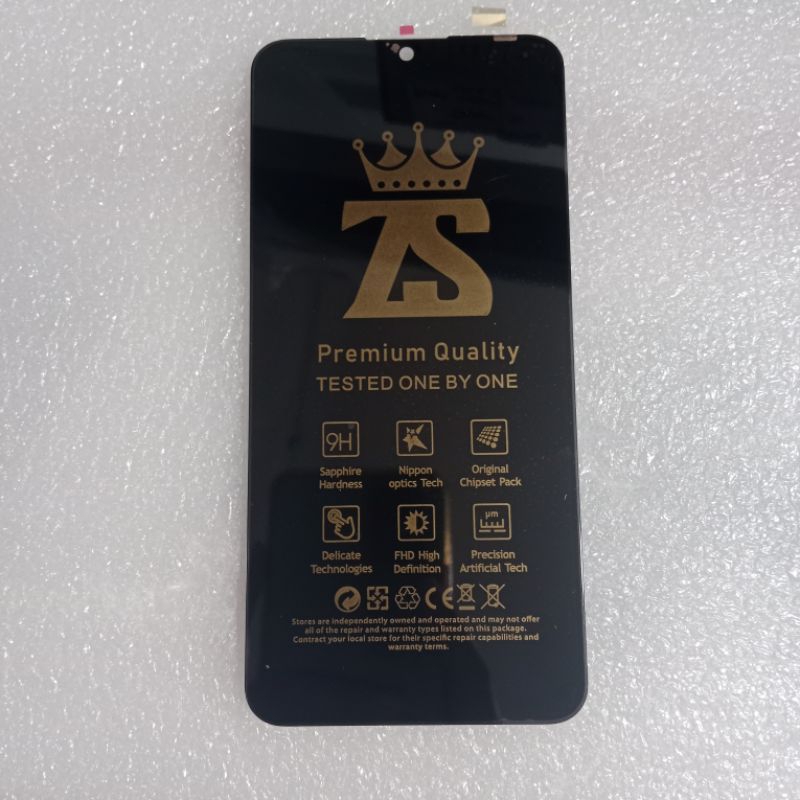 ZS
Premium Quality
TESTED ONE BY ONE
9H
Sapphire
Hardness
Nippon
optics Tech
Original
Chipset Pack
Delicate
Technologies
FHD High
Definition
µm
Precision
Artificial Tech
CE
Stores are independently owned and operated and may not offer
all of the repair and warranty types listed on this package.
Contract your local store for their specific repair capabilities and
warranty terms.